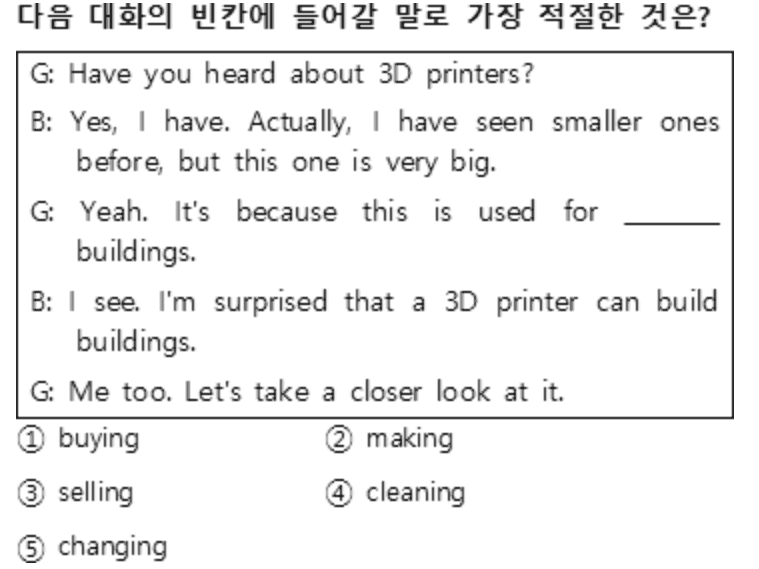 다음 대화의 빈칸에 들어갈 말로 가장 적절한 것은?
G: Have you heard about 3D printers?
B: Yes, I have. Actually, I have seen smaller ones
before, but this one is very big.
G: Yeah. It's because this is used for ________
buildings.
B: I see. I'm surprised that a 3D printer can build
buildings.
G: Me too. Let's take a closer look at it.
① buying ② making
③ selling ④ cleaning
⑤ changing